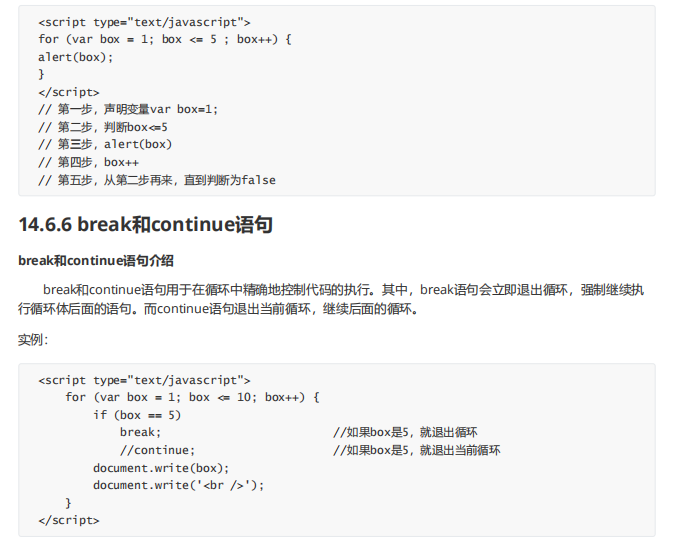 <script type="text/javascript">
for (var box = 1; box <= 5 ; box++) {
alert(box);
}
</script>
// 第一步，声明变量var box=1;
// 第二步，判断box<=5
// 第三步，alert(box)
// 第四步，box++
// 第五步，从第二步再来，直到判断为false
14.6.6 break和continue语句
break和continue语句介绍
break和continue语句用于在循环中精确地控制代码的执行。其中，break语句会立即退出循环，强制继续执
行循环体后面的语句。而continue语句退出当前循环，继续后面的循环。
实例：
<script type="text/javascript">
    for (var box = 1; box <= 10; box++) {
        if (box == 5)
            break;                         //如果box是5，就退出循环
            //continue;                    //如果box是5，就退出当前循环
        document.write(box);
        document.write('<br />');
    }
</script>